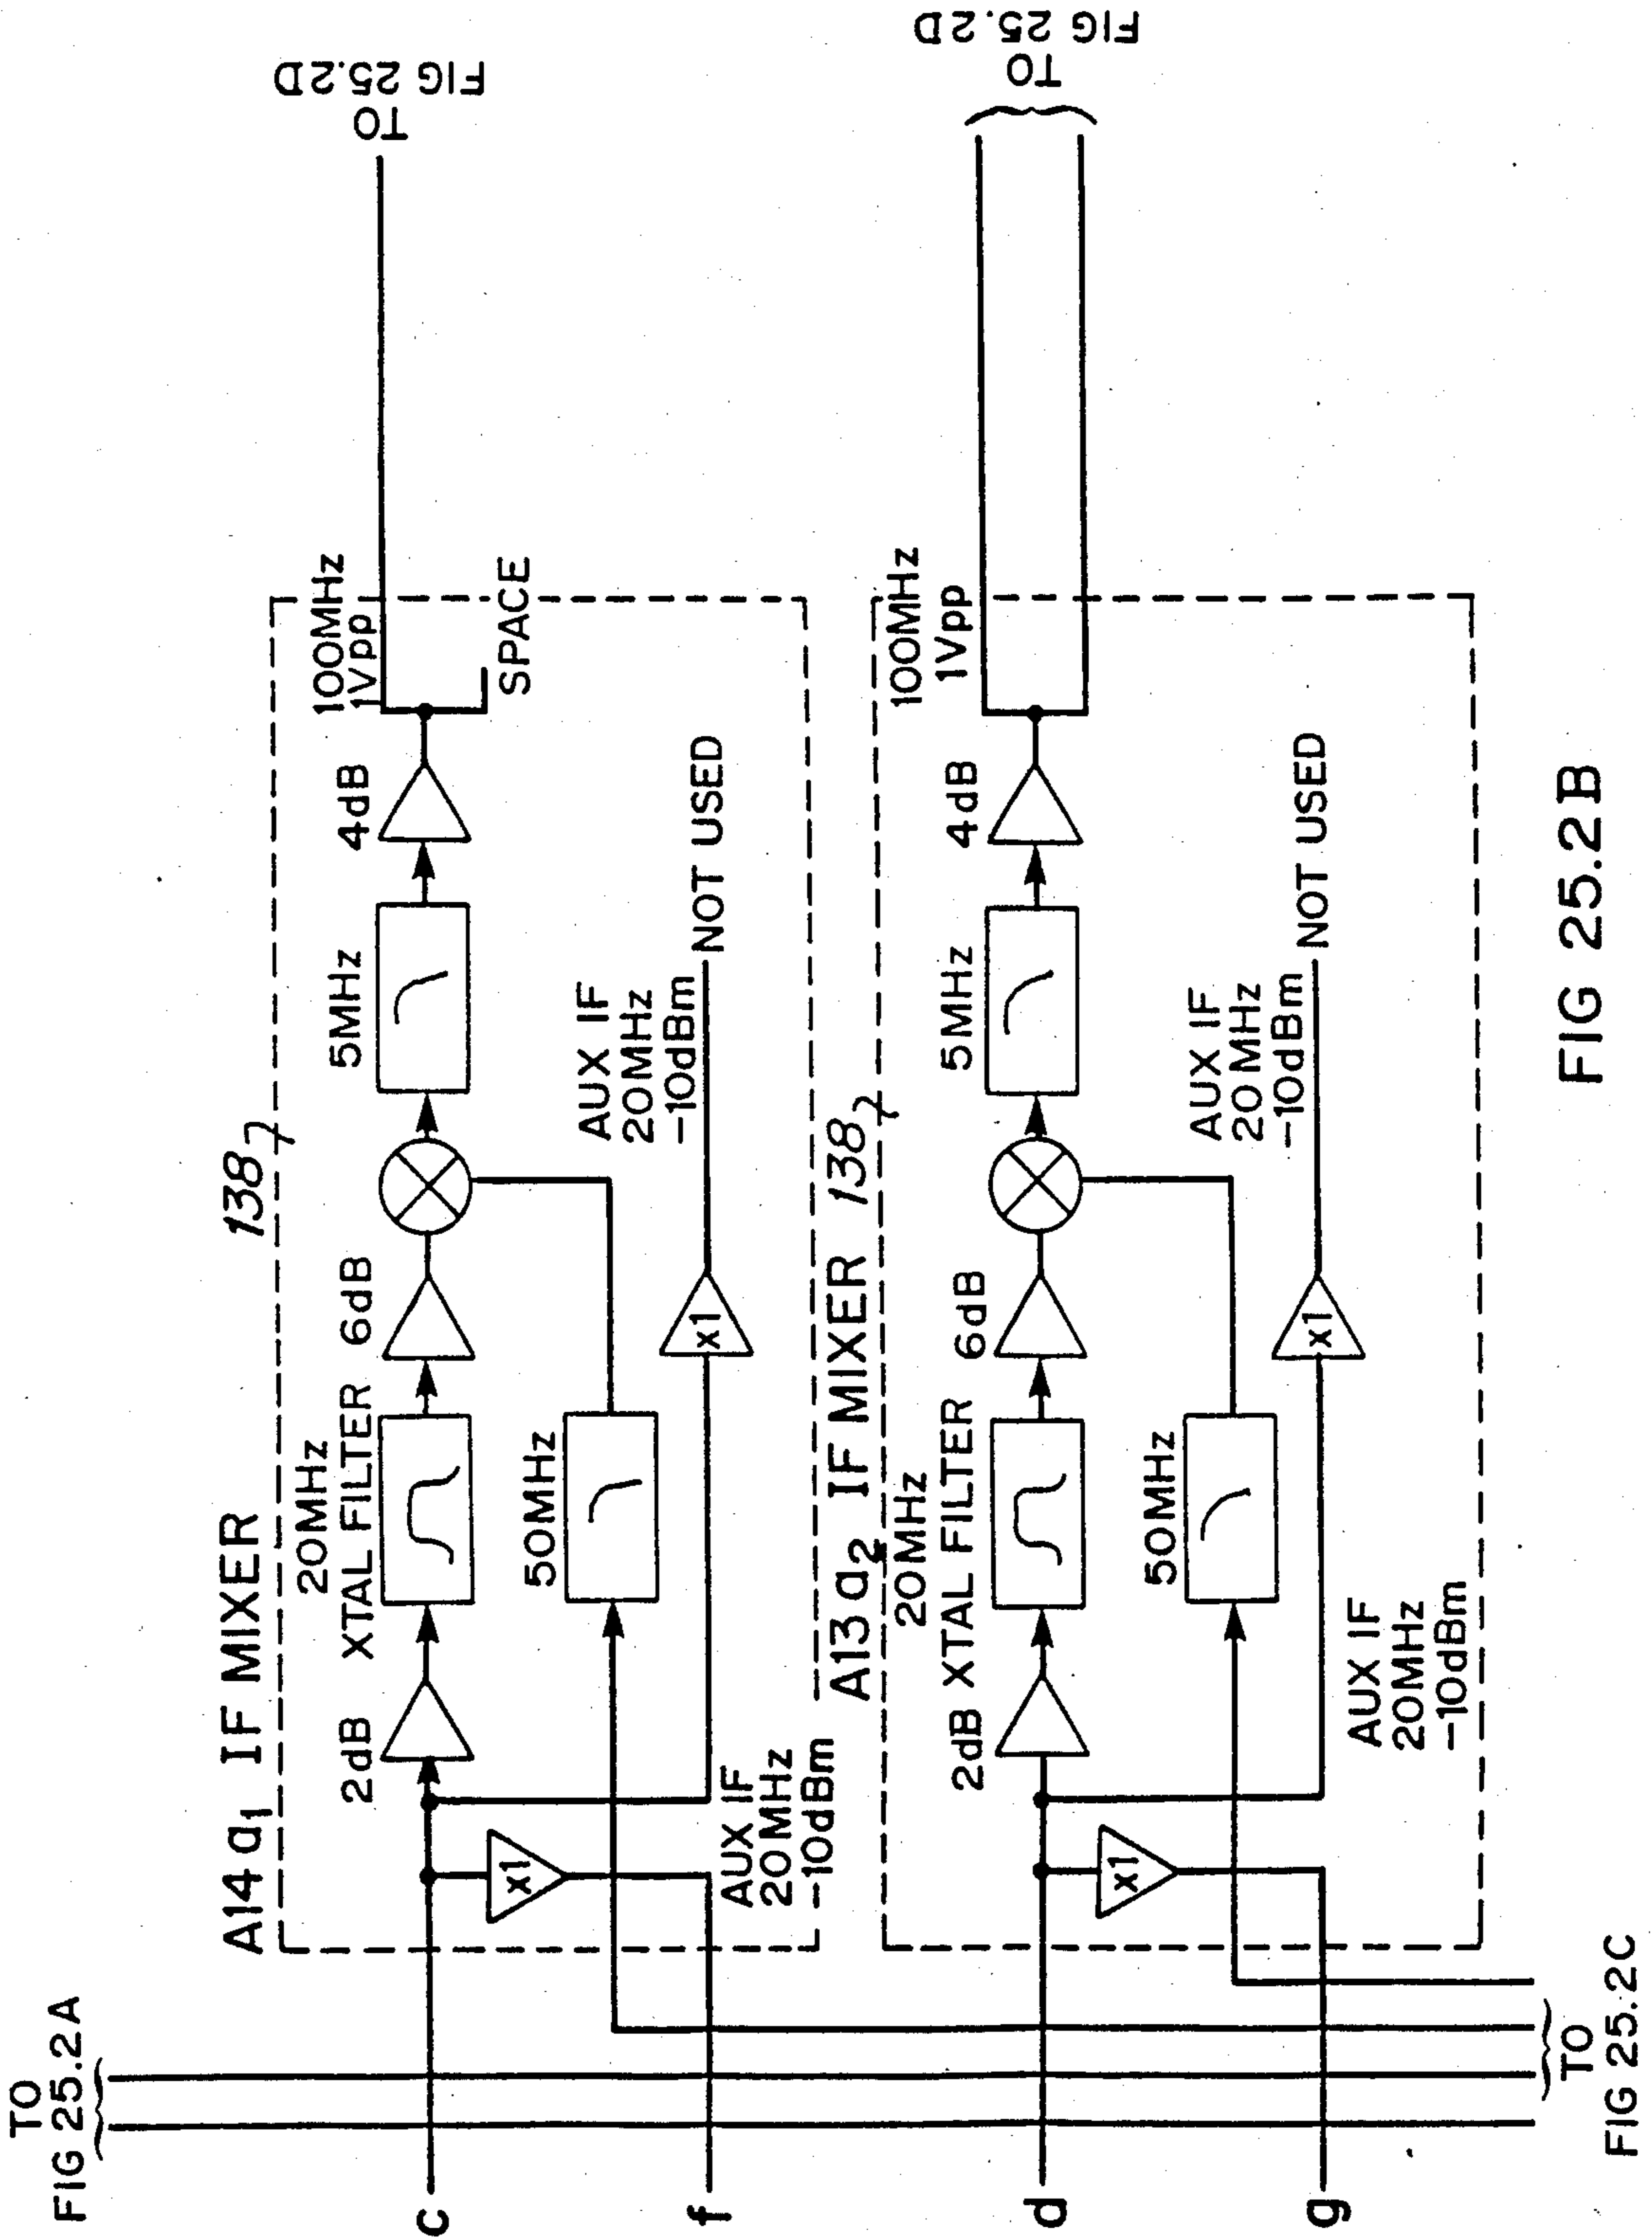 TO
FIG 25.2A
A14 a1 IF MIXER
138
2dB
20MHz
XTAL FILTER
6dB
5MHz
4dB
100MHz
1Vpp
TO
FIG 25.2D
SPACE
c
x1
50MHz
AUX IF
20MHz
-10dBm
NOT USED
x1
f
AUX IF
20MHz
-10dBm
A13 a2 IF MIXER
138
2dB
20MHz
XTAL FILTER
6dB
5MHz
4dB
100MHz
1Vpp
TO
FIG 25.2D
d
x1
50MHz
AUX IF
20MHz
-10dBm
NOT USED
x1
g
AUX IF
20MHz
-10dBm
TO
FIG 25.2C
FIG 25.2B